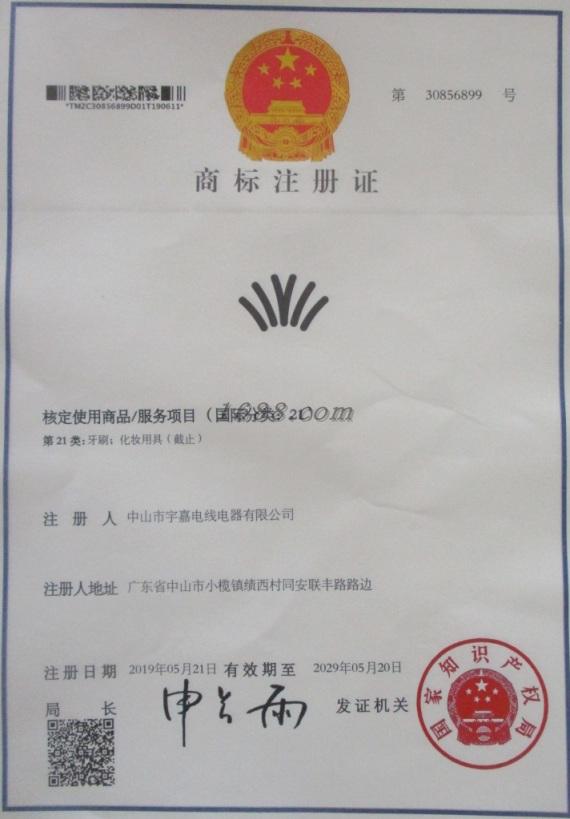 *TM2C30856899D01T190611*
第 30856899 号
商标注册证
核定使用商品/服务项目（国际分类：21）
1688.com
第 21 类：牙刷；化妆用具（截止）
注 册 人 中山市宇嘉电线电器有限公司
注册人地址 广东省中山市小榄镇绩西村同安联丰路路边
注册日期 2019年05月21日 有效期至 2029年05月20日
局 长 申长雨 发证机关
国家知识产权局